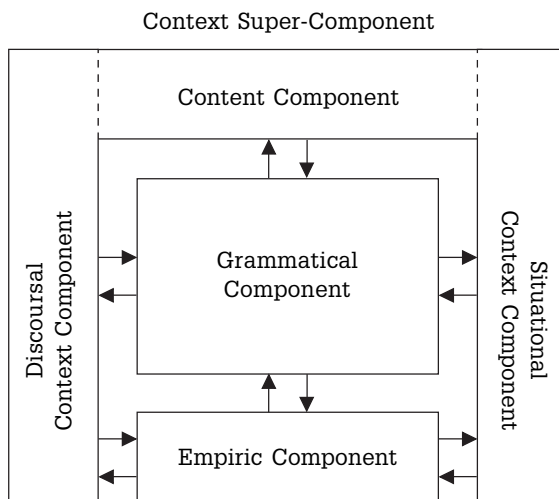 Context Super-Component
Content Component
Discoursal
Context Component
Grammatical
Component
Situational
Context Component
Empiric Component